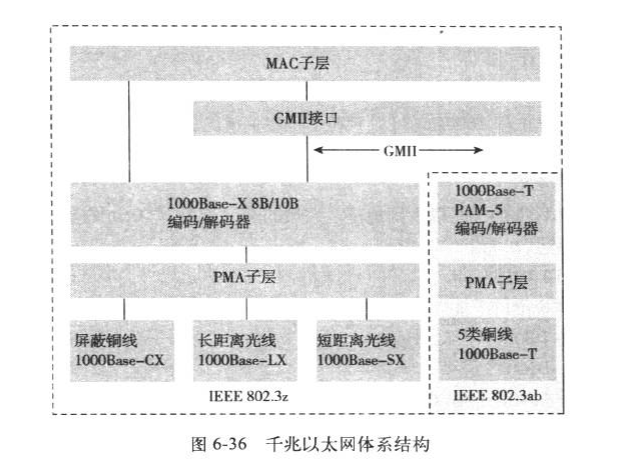 MAC子层
GMII接口
GMII
1000Base-X 8B/10B
编码/解码器
1000Base-T
PAM-5
编码/解码器
PMA子层
PMA子层
屏蔽铜线
1000Base-CX
长距离光线
1000Base-LX
短距离光线
1000Base-SX
5类铜线
1000Base-T
IEEE 802.3z
IEEE 802.3ab
图 6-36 千兆以太网体系结构